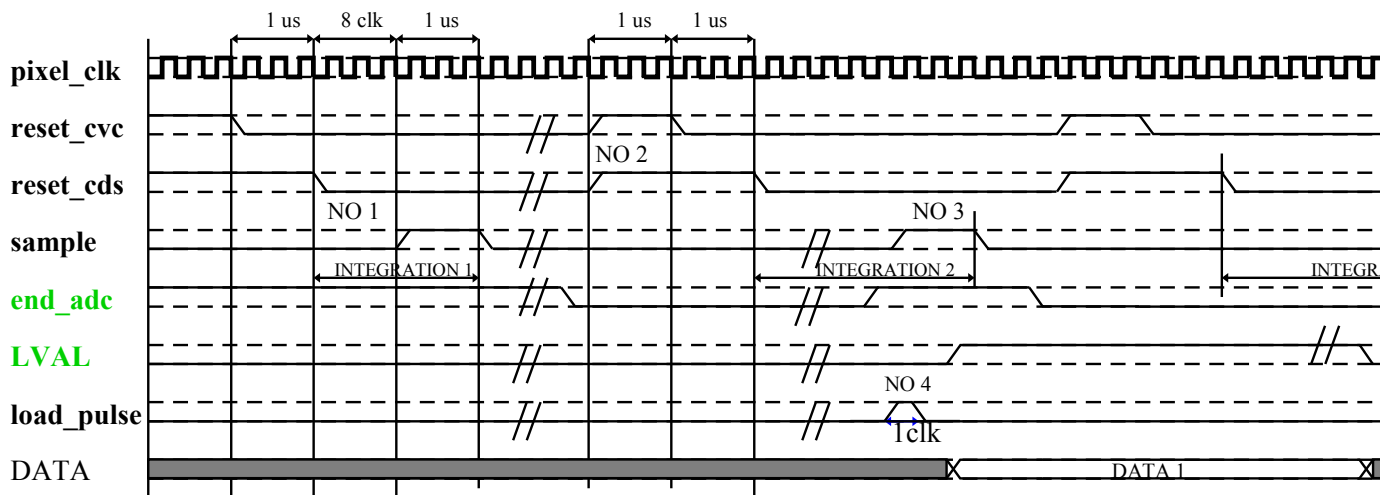 1 us 8 clk 1 us 1 us 1 us
pixel_clk
reset_cvc
NO 2
reset_cds
NO 1 NO 3
sample
INTEGRATION 1 INTEGRATION 2 INTEGR
end_adc
LVAL
NO 4
load_pulse
1clk
DATA DATA 1